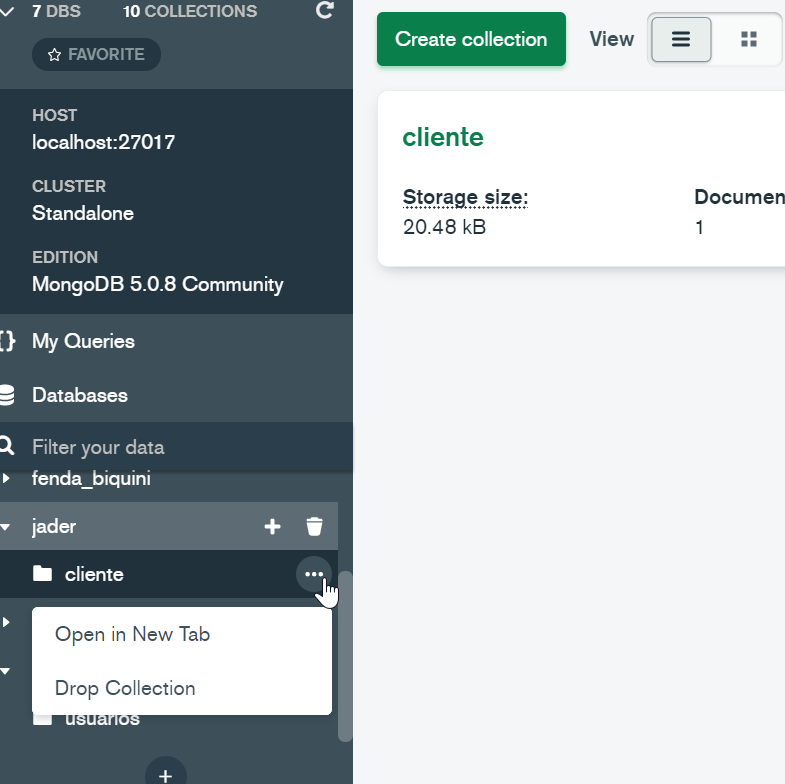 7 DBS 10 COLLECTIONS
FAVORITE
HOST
localhost:27017
CLUSTER
Standalone
EDITION
MongoDB 5.0.8 Community
{} My Queries
Databases
Filter your data
fenda_biquini
jader
cliente
Open in New Tab
Drop Collection
usuarios
Create collection
View
cliente
Storage size:
20.48 kB
Documen
1